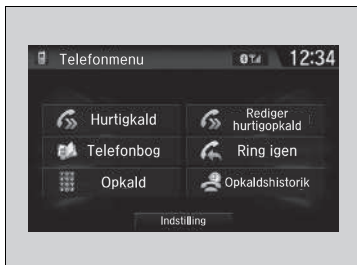 Telefonmenu 12:34
Hurtigkald
Rediger
hurtigopkald
Telefonbog
Ring igen
Opkald
Opkaldshistorik
Indstilling